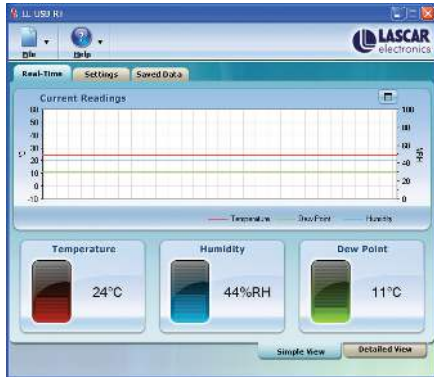 EL USB RT
LASCAR
electronics
File
Help
Real-Time Settings Saved Data
Current Readings
60
50
40
30
20
10
0
-10
°C
100
80
60
40
20
0
%RH
Temperature Dew Point Humidity
Temperature Humidity Dew Point
24°C 44%RH 11°C
Simple View Detailed View